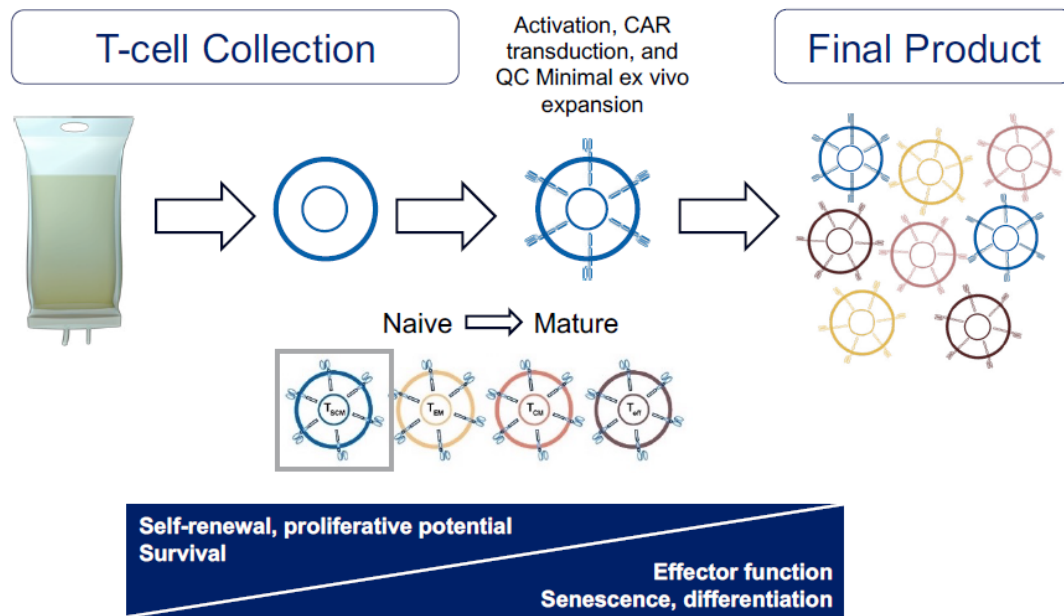 T-cell Collection
Activation, CAR
transduction, and
QC Minimal ex vivo
expansion
Final Product
Naive
Mature
TSCM
TEM
TCM
Teff
Self-renewal, proliferative potential
Survival
Effector function
Senescence, differentiation